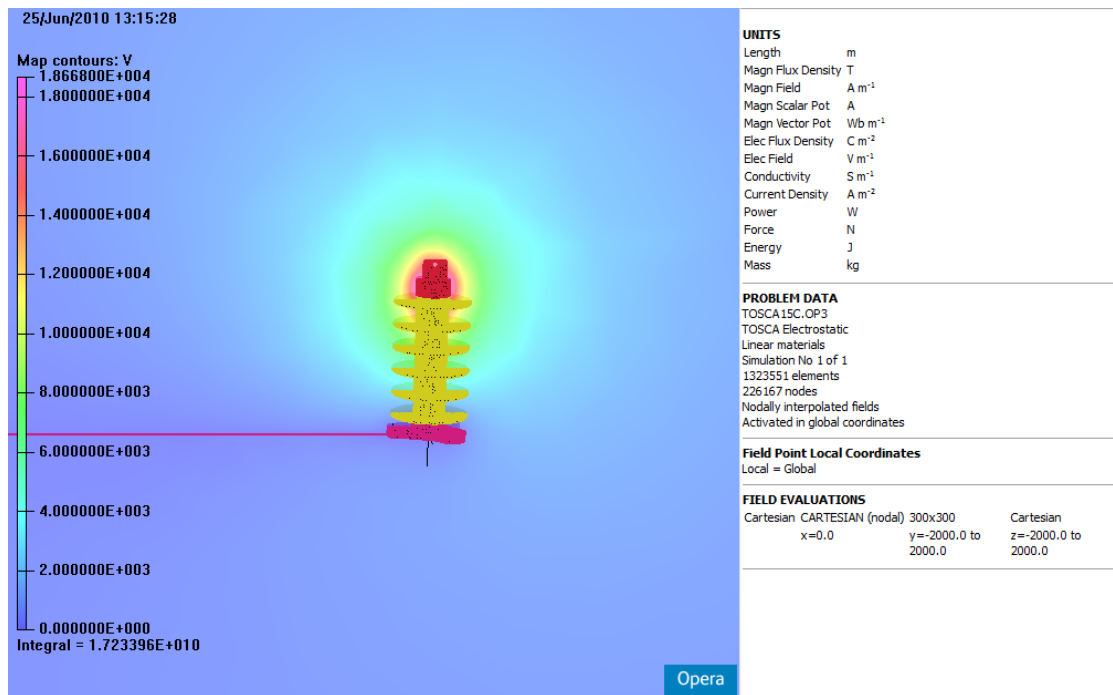 25/Jun/2010 13:15:28
Map contours: V
1.866800E+004
1.800000E+004
1.600000E+004
1.400000E+004
1.200000E+004
1.000000E+004
8.000000E+003
6.000000E+003
4.000000E+003
2.000000E+003
0.000000E+000
Integral = 1.723396E+010
Opera
UNITS
Length m
Magn Flux Density T
Magn Field A m⁻¹
Magn Scalar Pot A
Magn Vector Pot Wb m⁻¹
Elec Flux Density C m⁻²
Elec Field V m⁻¹
Conductivity S m⁻¹
Current Density A m⁻²
Power W
Force N
Energy J
Mass kg
PROBLEM DATA
TOSCA15C.OP3
TOSCA Electrostatic
Linear materials
Simulation No 1 of 1
1323551 elements
226167 nodes
Nodally interpolated fields
Activated in global coordinates
Field Point Local Coordinates
Local = Global
FIELD EVALUATIONS
Cartesian CARTESIAN (nodal) 300x300 Cartesian
x=0.0 y=-2000.0 to z=-2000.0 to
2000.0 2000.0